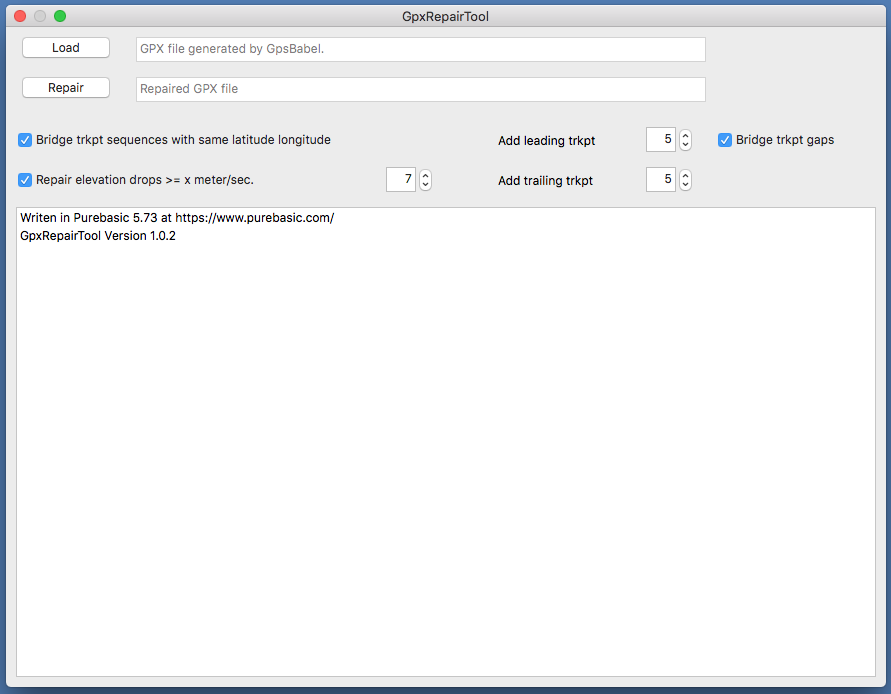 GpxRepairTool
Load
GPX file generated by GpsBabel.
Repair
Repaired GPX file
Bridge trkpt sequences with same latitude longitude
Add leading trkpt
5
Bridge trkpt gaps
Repair elevation drops >= x meter/sec.
7
Add trailing trkpt
5
Writen in Purebasic 5.73 at https://www.purebasic.com/
GpxRepairTool Version 1.0.2